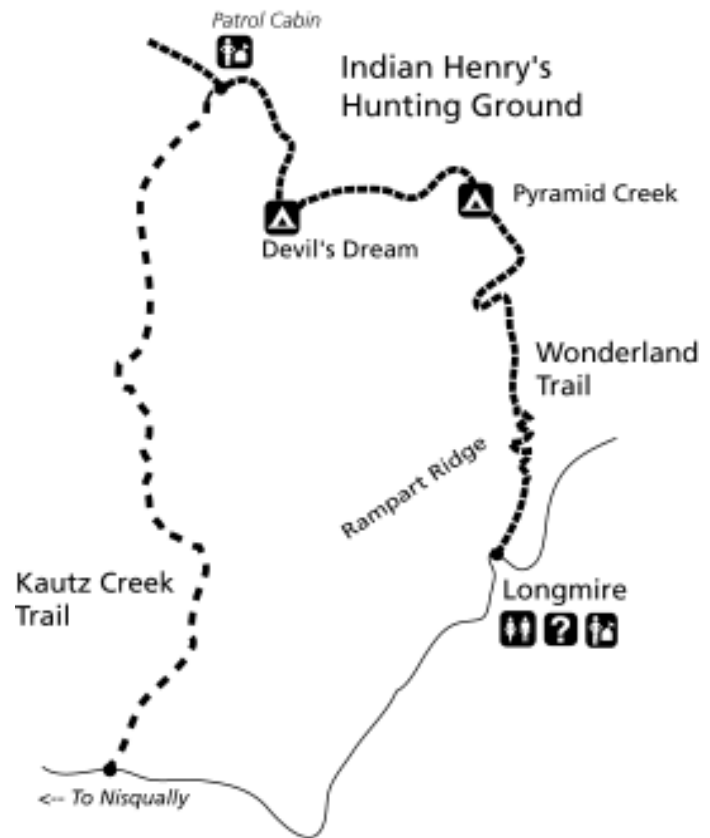 Patrol Cabin
Indian Henry's
Hunting Ground
Pyramid Creek
Devil's Dream
Wonderland
Trail
Rampart Ridge
Kautz Creek
Trail
Longmire
?
<-- To Nisqually